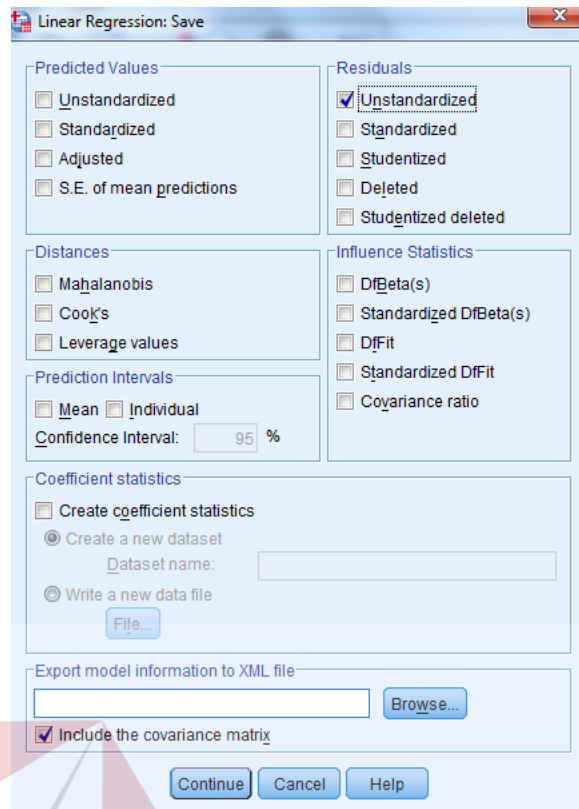 Linear Regression: Save
Predicted Values
Unstandardized
Standardized
Adjusted
S.E. of mean predictions
Residuals
Unstandardized
Standardized
Studentized
Deleted
Studentized deleted
Distances
Mahalanobis
Cook's
Leverage values
Influence Statistics
DfBeta(s)
Standardized DfBeta(s)
DfFit
Standardized DfFit
Covariance ratio
Prediction Intervals
Mean Individual
Confidence Interval: 95 %
Coefficient statistics
Create coefficient statistics
Create a new dataset
Dataset name:
Write a new data file
File...
Export model information to XML file
Browse...
Include the covariance matrix
Continue Cancel Help